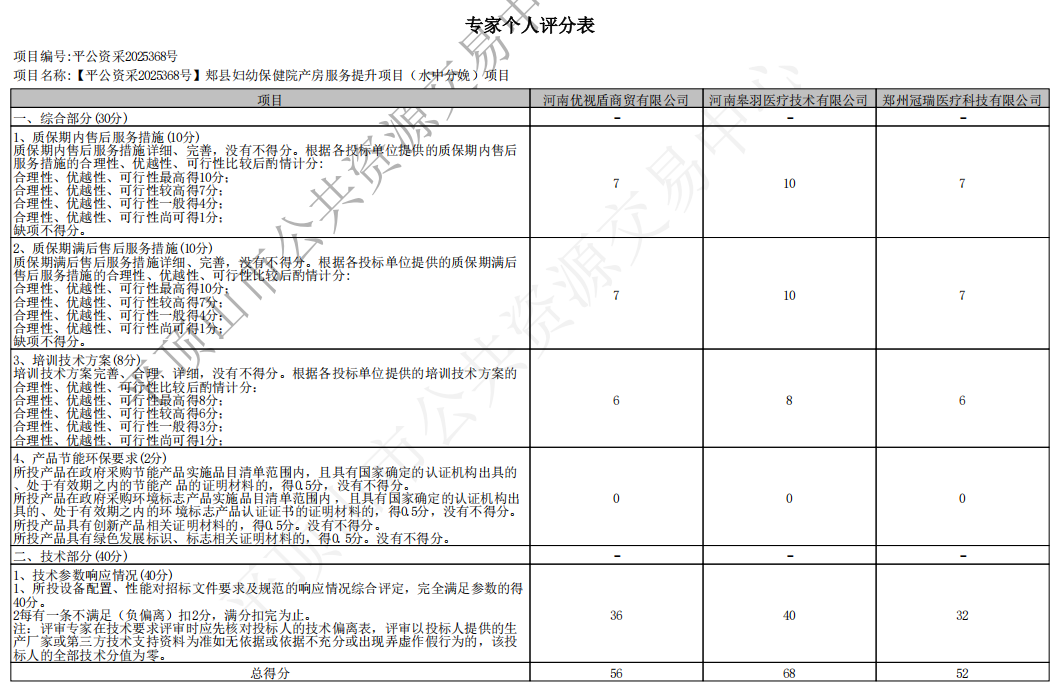 专家个人评分表
项目编号:平公资采2025368号
项目名称:【平公资采2025368号】郏县妇幼保健院产房服务提升项目（水中分娩）项目
项目 河南优视盾商贸有限公司 河南皋羽医疗技术有限公司 郑州冠瑞医疗科技有限公司
一、综合部分(30分) - - -
1、质保期内售后服务措施(10分)
质保期内售后服务措施详细、完善，没有不得分。根据各投标单位提供的质保期内售后
服务措施的合理性、优越性、可行性比较后酌情计分:
合理性、优越性、可行性最高得10分;
合理性、优越性、可行性较高得7分;
合理性、优越性、可行性一般得4分;
合理性、优越性、可行性尚可得1分;
缺项不得分。
7 10 7
2、质保期满后售后服务措施(10分)
质保期满后售后服务措施详细、完善，没有不得分。根据各投标单位提供的质保期满后
售后服务措施的合理性、优越性、可行性比较后酌情计分:
合理性、优越性、可行性最高得10分;
合理性、优越性、可行性较高得7分;
合理性、优越性、可行性一般得4分;
合理性、优越性、可行性尚可得1分;
缺项不得分。
7 10 7
3、培训技术方案(8分)
培训技术方案完善、合理、详细，没有不得分。根据各投标单位提供的培训技术方案的
合理性、优越性、可行性比较后酌情计分:
合理性、优越性、可行性最高得8分;
合理性、优越性、可行性较高得6分;
合理性、优越性、可行性一般得3分;
合理性、优越性、可行性尚可得1分;
6 8 6
4、产品节能环保要求(2分)
所投产品在政府采购节能产品实施品目清单范围内，且具有国家确定的认证机构出具的
、处于有效期之内的节能产品的证明材料的，得0.5分，没有不得分。
所投产品在政府采购环境标志产品实施品目清单范围内，且具有国家确定的认证机构出
具的、处于有效期之内的环境标志产品认证证书的证明材料的，得0.5分，没有不得分。
所投产品具有创新产品相关证明材料的，得0.5分。没有不得分。
所投产品具有绿色发展标识、标志相关证明材料的，得0.5分。没有不得分。
0 0 0
二、技术部分(40分) - - -
1、技术参数响应情况(40分)
1、所投设备配置、性能对招标文件要求及规范的响应情况综合评定，完全满足参数的得
40分。
2每有一条不满足（负偏离）扣2分，满分扣完为止。
注：评审专家在技术要求评审时应先核对投标人的技术偏离表，评审以投标人提供的生
产厂家或第三方技术支持资料为准如无依据或依据不充分或出现弄虚作假行为的，该投
标人的全部技术分值为零。
36 40 32
总得分 56 68 52
平顶山市公共资源交易中
平顶山市公共资源交易中心